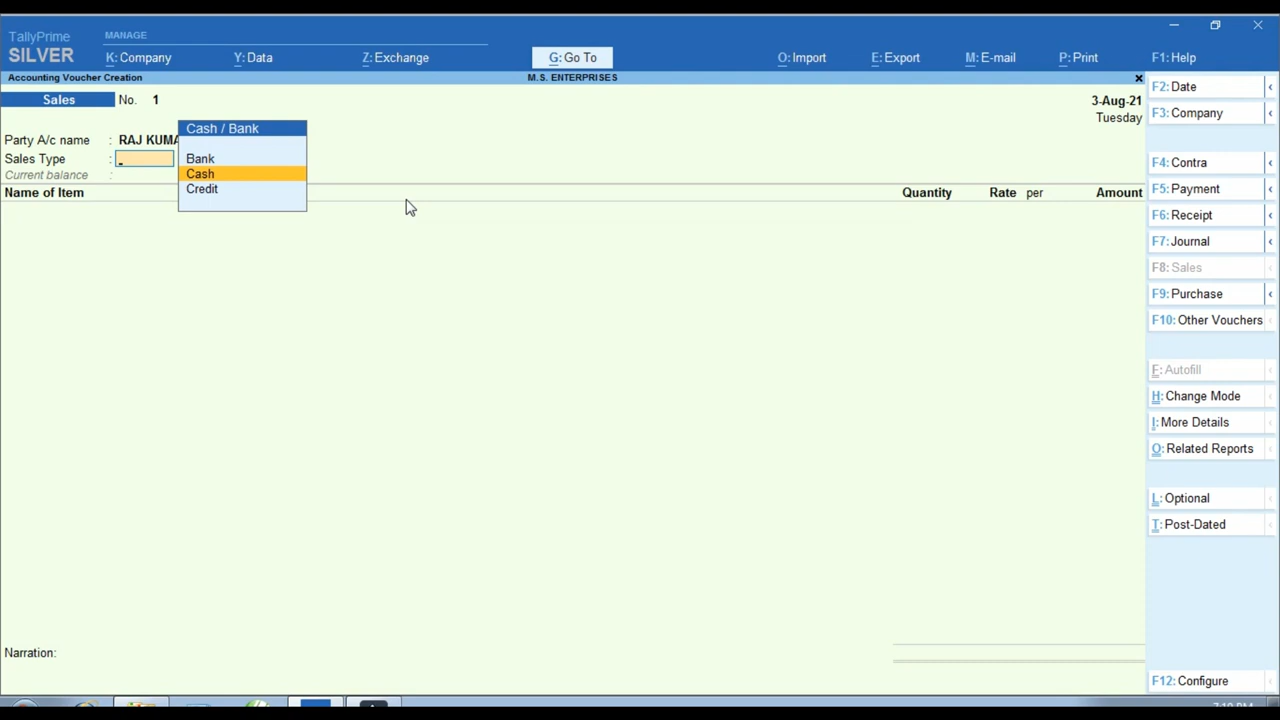 TallyPrime
MANAGE
SILVER
K: Company
Y: Data
Z: Exchange
G: Go To
O: Import
E: Export
M: E-mail
P: Print
F1: Help
Accounting Voucher Creation
M.S. ENTERPRISES
Sales No. 1
3-Aug-21
Tuesday
Party A/c name : RAJ
Sales Type :
Current balance :
Cash / Bank
Bank
Cash
Credit
Name of Item Quantity Rate per Amount
Narration:
F2: Date
F3: Company
F4: Contra
F5: Payment
F6: Receipt
F7: Journal
F8: Sales
F9: Purchase
F10: Other Vouchers
F: Autofill
H: Change Mode
I: More Details
O: Related Reports
L: Optional
T: Post-Dated
F12: Configure